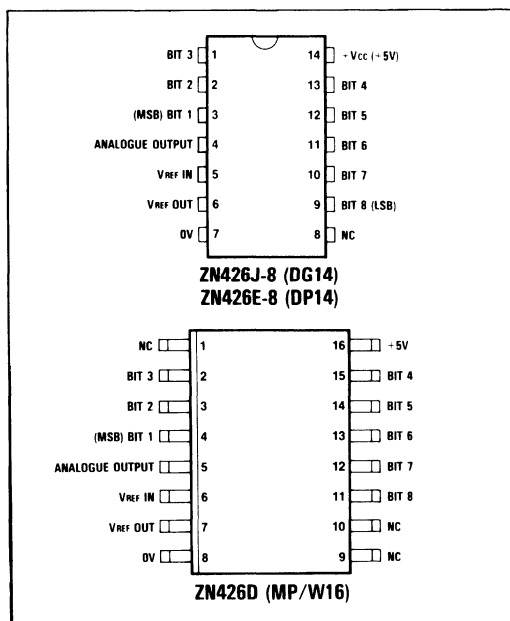 BIT 3 1 14 +VCC (+5V)
BIT 2 2 13 BIT 4
(MSB) BIT 1 3 12 BIT 5
ANALOGUE OUTPUT 4 11 BIT 6
VREF IN 5 10 BIT 7
VREF OUT 6 9 BIT 8 (LSB)
0V 7 8 NC
ZN426J-8 (DG14)
ZN426E-8 (DP14)
NC 1 16 +5V
BIT 3 2 15 BIT 4
BIT 2 3 14 BIT 5
(MSB) BIT 1 4 13 BIT 6
ANALOGUE OUTPUT 5 12 BIT 7
VREF IN 6 11 BIT 8
VREF OUT 7 10 NC
0V 8 9 NC
ZN426D (MP/W16)